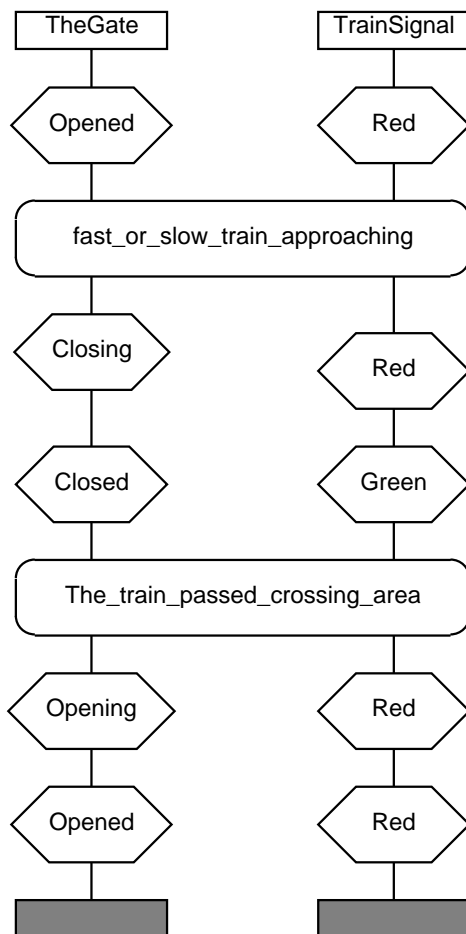 TheGate
TrainSignal
Opened
Red
fast_or_slow_train_approaching
Closing
Red
Closed
Green
The_train_passed_crossing_area
Opening
Red
Opened
Red